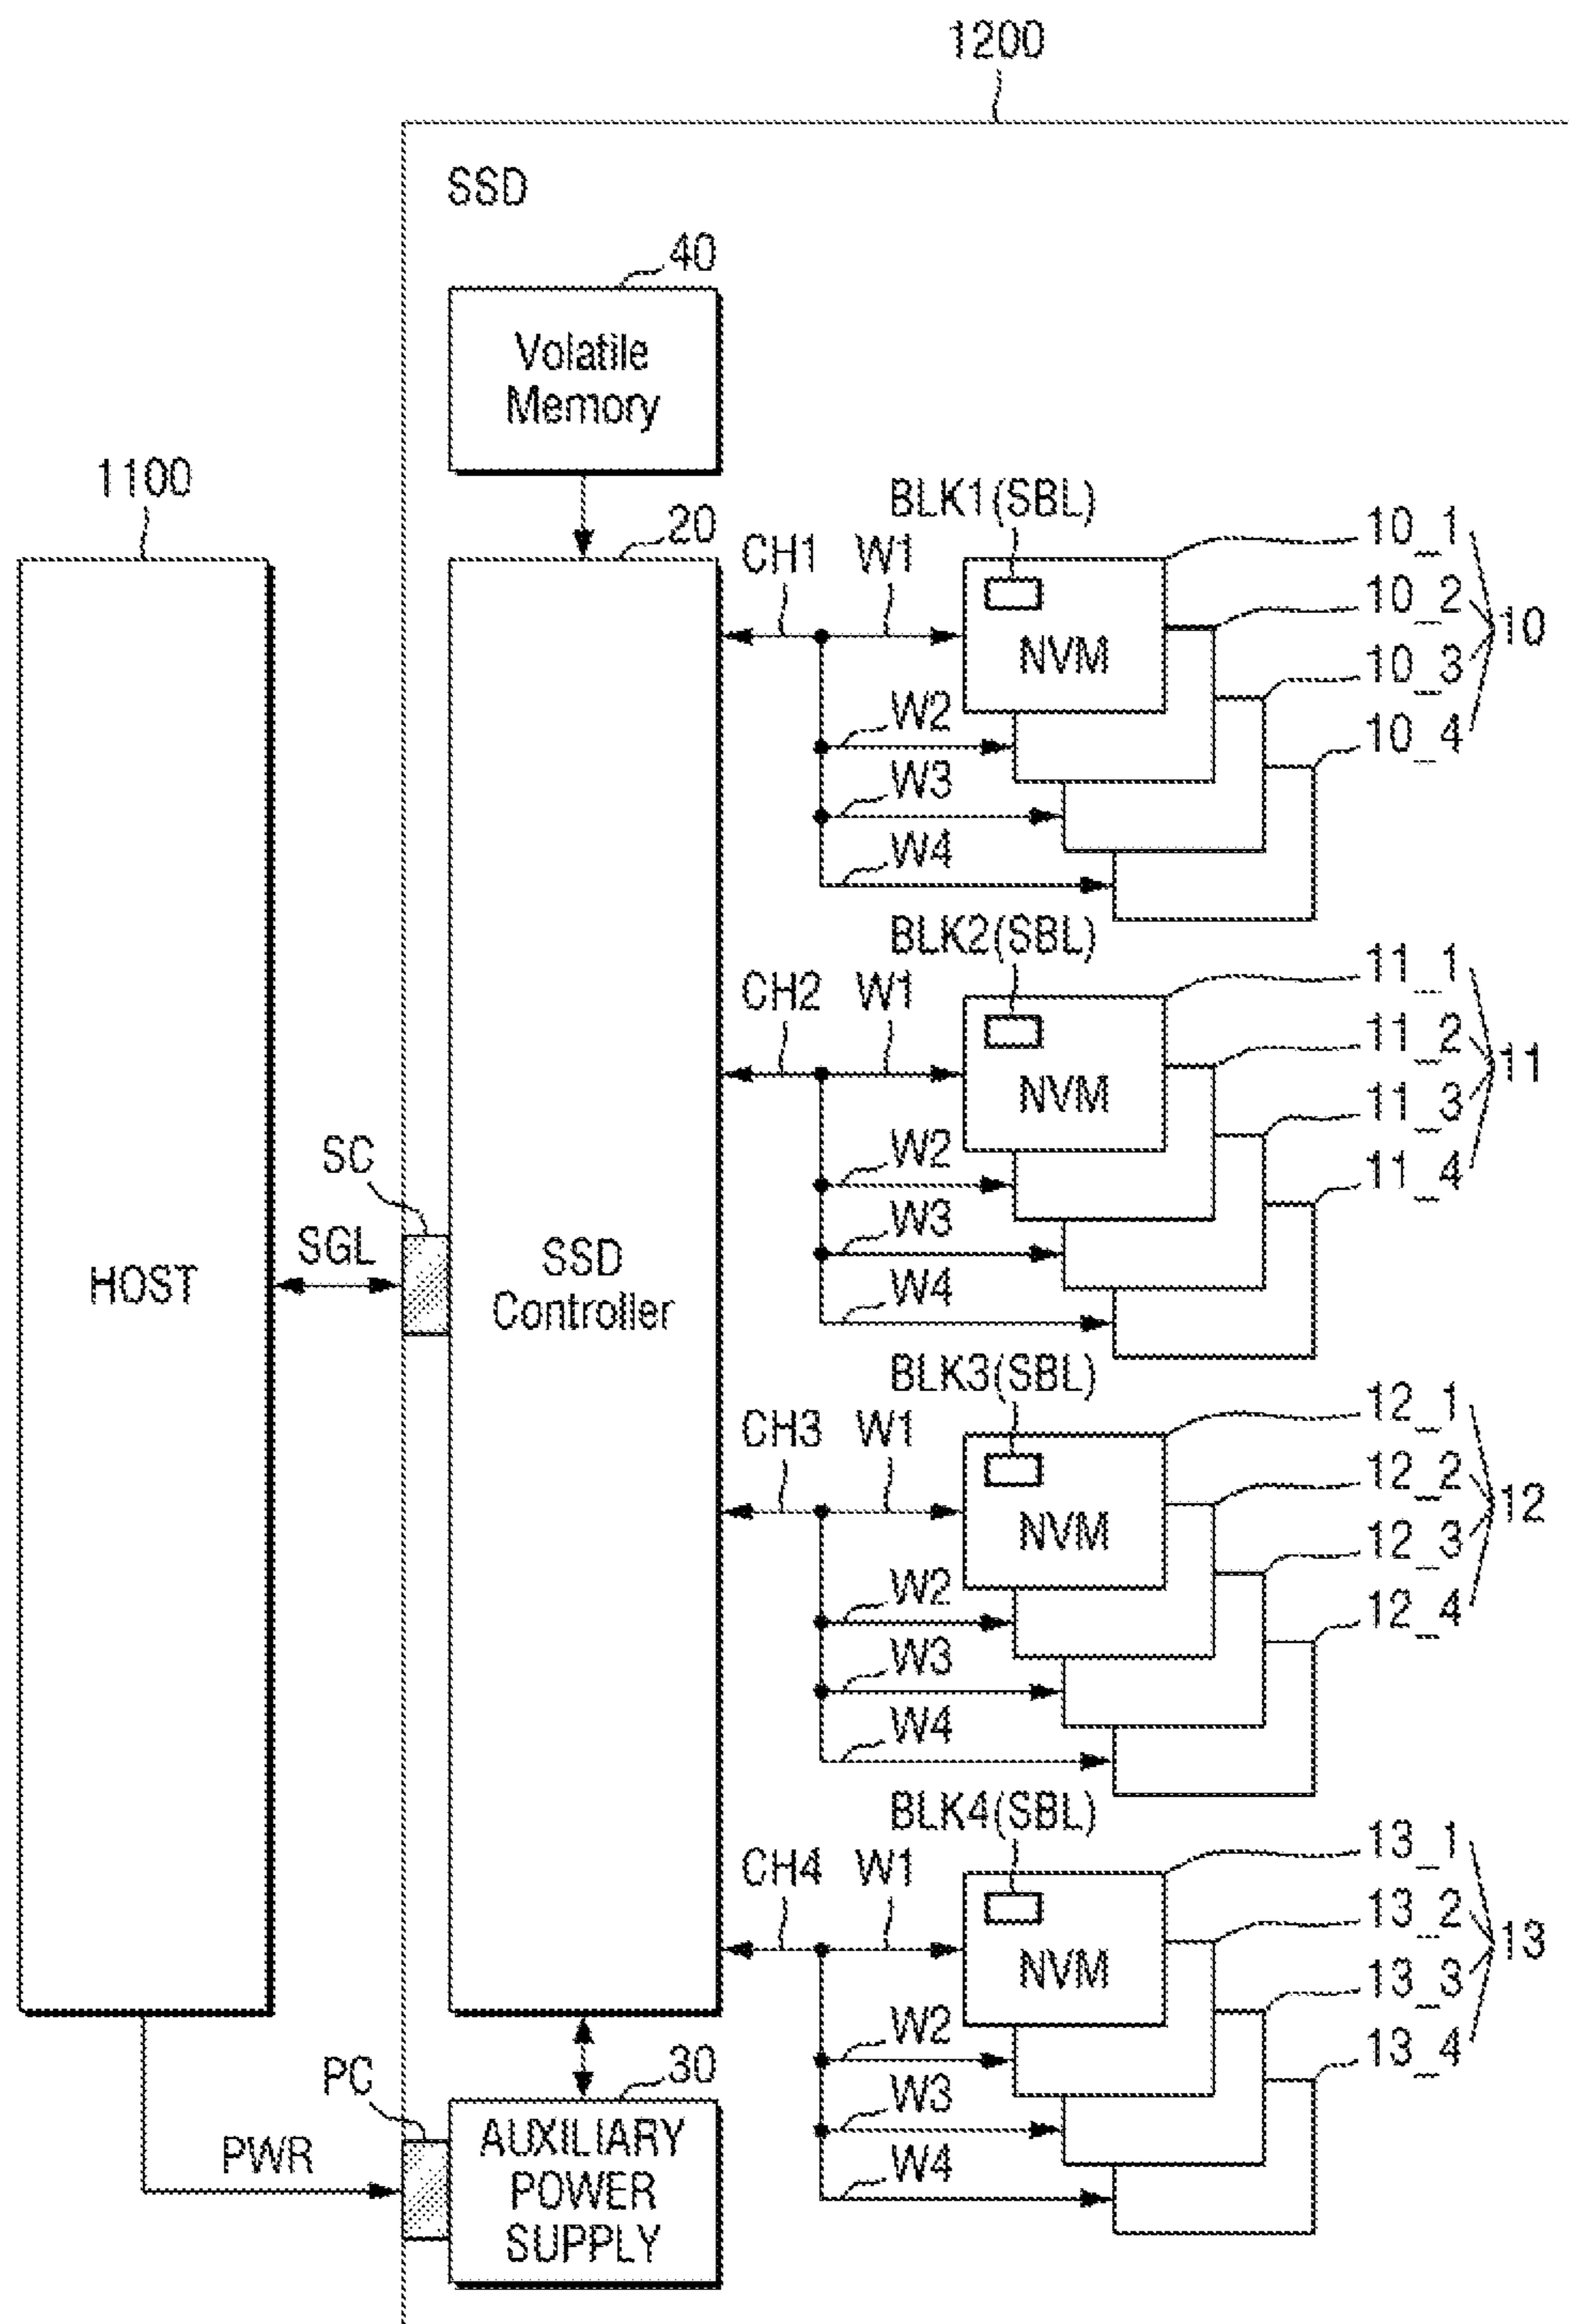 1200
SSD
40
Volatile
Memory
1100
HOST
20
SSD
Controller
SC
SGL
CH1 W1
BLK1(SBL)
NVM
W2
W3
W4
10_1
10_2
10_3
10_4
10
CH2 W1
BLK2(SBL)
NVM
W2
W3
W4
11_1
11_2
11_3
11_4
11
CH3 W1
BLK3(SBL)
NVM
W2
W3
W4
12_1
12_2
12_3
12_4
12
CH4 W1
BLK4(SBL)
NVM
W2
W3
W4
13_1
13_2
13_3
13_4
13
PC
PWR
30
AUXILIARY
POWER
SUPPLY